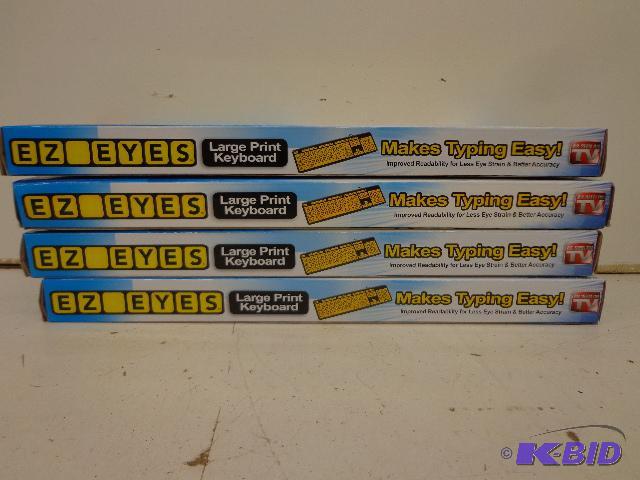 EZ EYES Large Print Keyboard Makes Typing Easy! TV
Improved Readability for Less Eye Strain & Better Accuracy
EZ EYES Large Print Keyboard Makes Typing Easy! TV
Improved Readability for Less Eye Strain & Better Accuracy
EZ EYES Large Print Keyboard Makes Typing Easy! TV
Improved Readability for Less Eye Strain & Better Accuracy
EZ EYES Large Print Keyboard Makes Typing Easy! TV
Improved Readability for Less Eye Strain & Better Accuracy
© K-BID